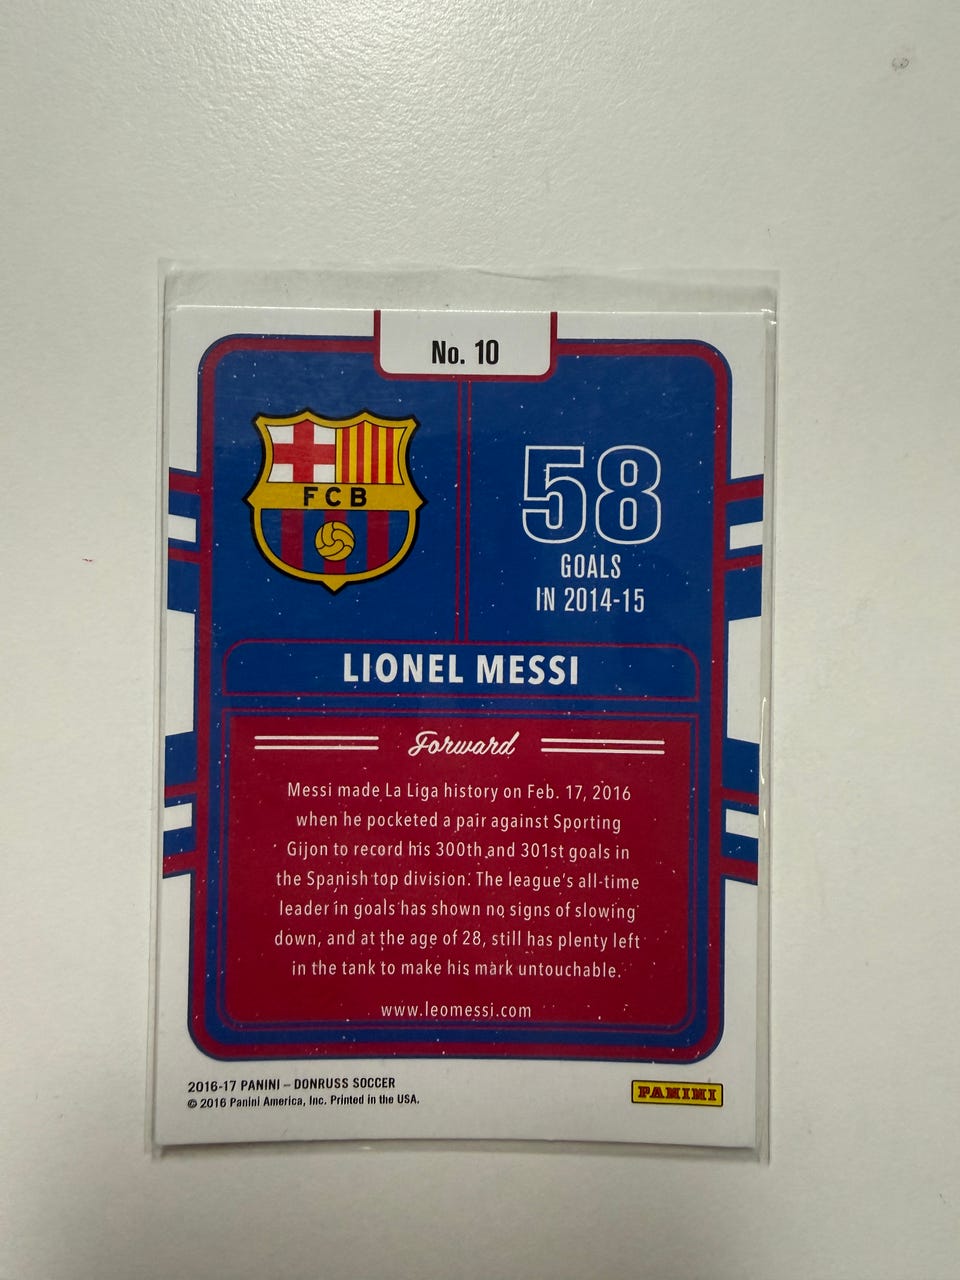 No. 10
FCB
58
GOALS
IN 2014-15
LIONEL MESSI
Forward
Messi made La Liga history on Feb. 17, 2016
when he pocketed a pair against Sporting
Gijon to record his 300th and 301st goals in
the Spanish top division. The league's all-time
leader in goals has shown no signs of slowing
down, and at the age of 28, still has plenty left
in the tank to make his mark untouchable.
www.leomessi.com
2016-17 PANINI – DONRUSS SOCCER
© 2016 Panini America, Inc. Printed in the USA.
PANINI